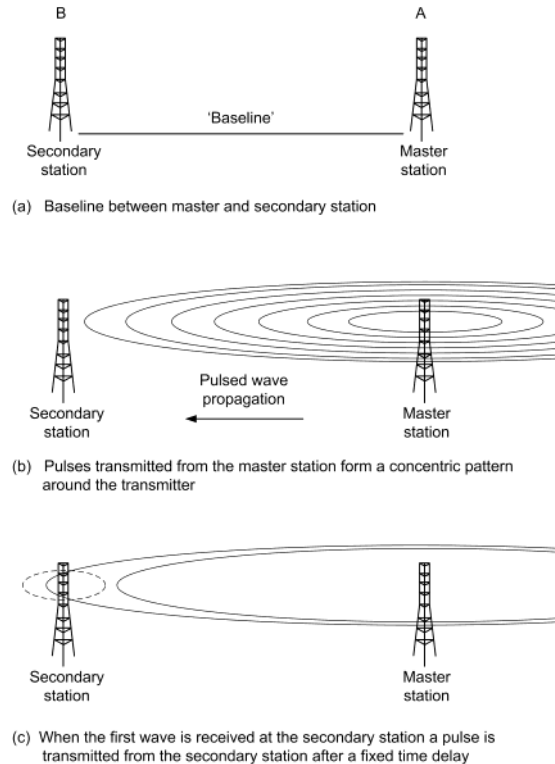 B
A
'Baseline'
Secondary
station
Master
station
(a) Baseline between master and secondary station
Pulsed wave
propagation
Secondary
station
Master
station
(b) Pulses transmitted from the master station form a concentric pattern
around the transmitter
Secondary
station
Master
station
(c) When the first wave is received at the secondary station a pulse is
transmitted from the secondary station after a fixed time delay